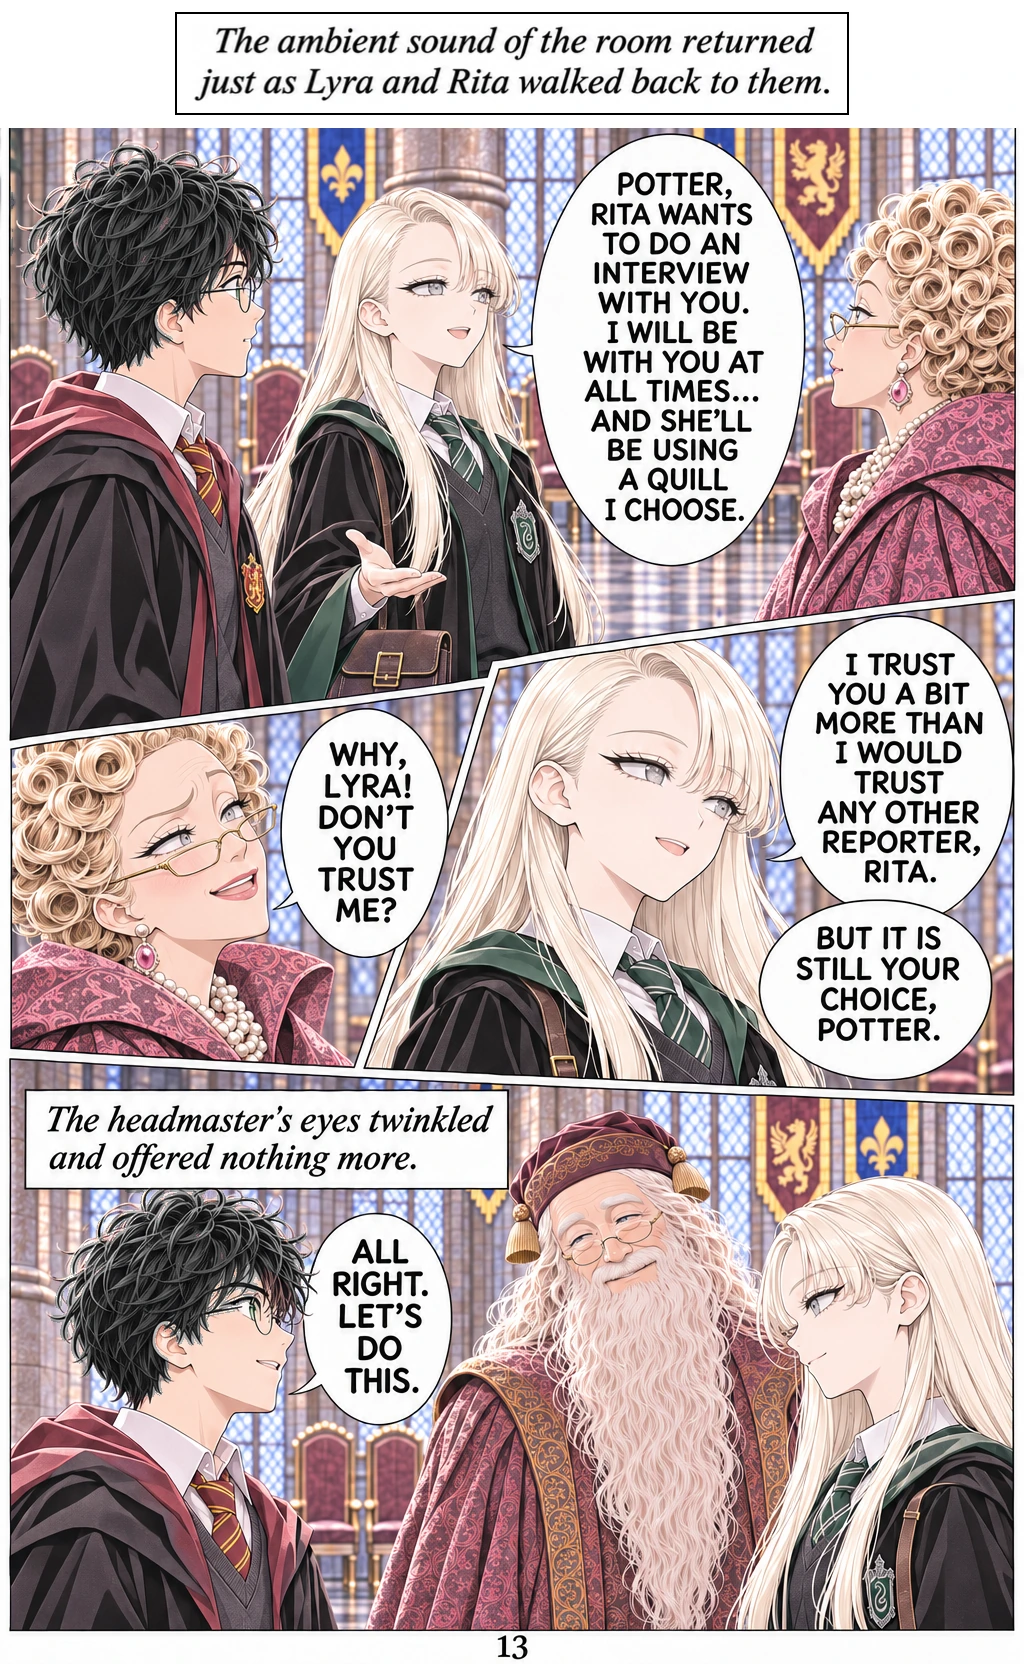 The ambient sound of the room returned
just as Lyra and Rita walked back to them.
POTTER,
RITA WANTS
TO DO AN
INTERVIEW
WITH YOU.
I WILL BE
WITH YOU AT
ALL TIMES...
AND SHE'LL
BE USING
A QUILL
I CHOOSE.
WHY,
LYRA!
DON'T
YOU
TRUST
ME?
I TRUST
YOU A BIT
MORE THAN
I WOULD
TRUST
ANY OTHER
REPORTER,
RITA.
BUT IT IS
STILL YOUR
CHOICE,
POTTER.
The headmaster's eyes twinkled
and offered nothing more.
ALL
RIGHT.
LET'S
DO
THIS.
13